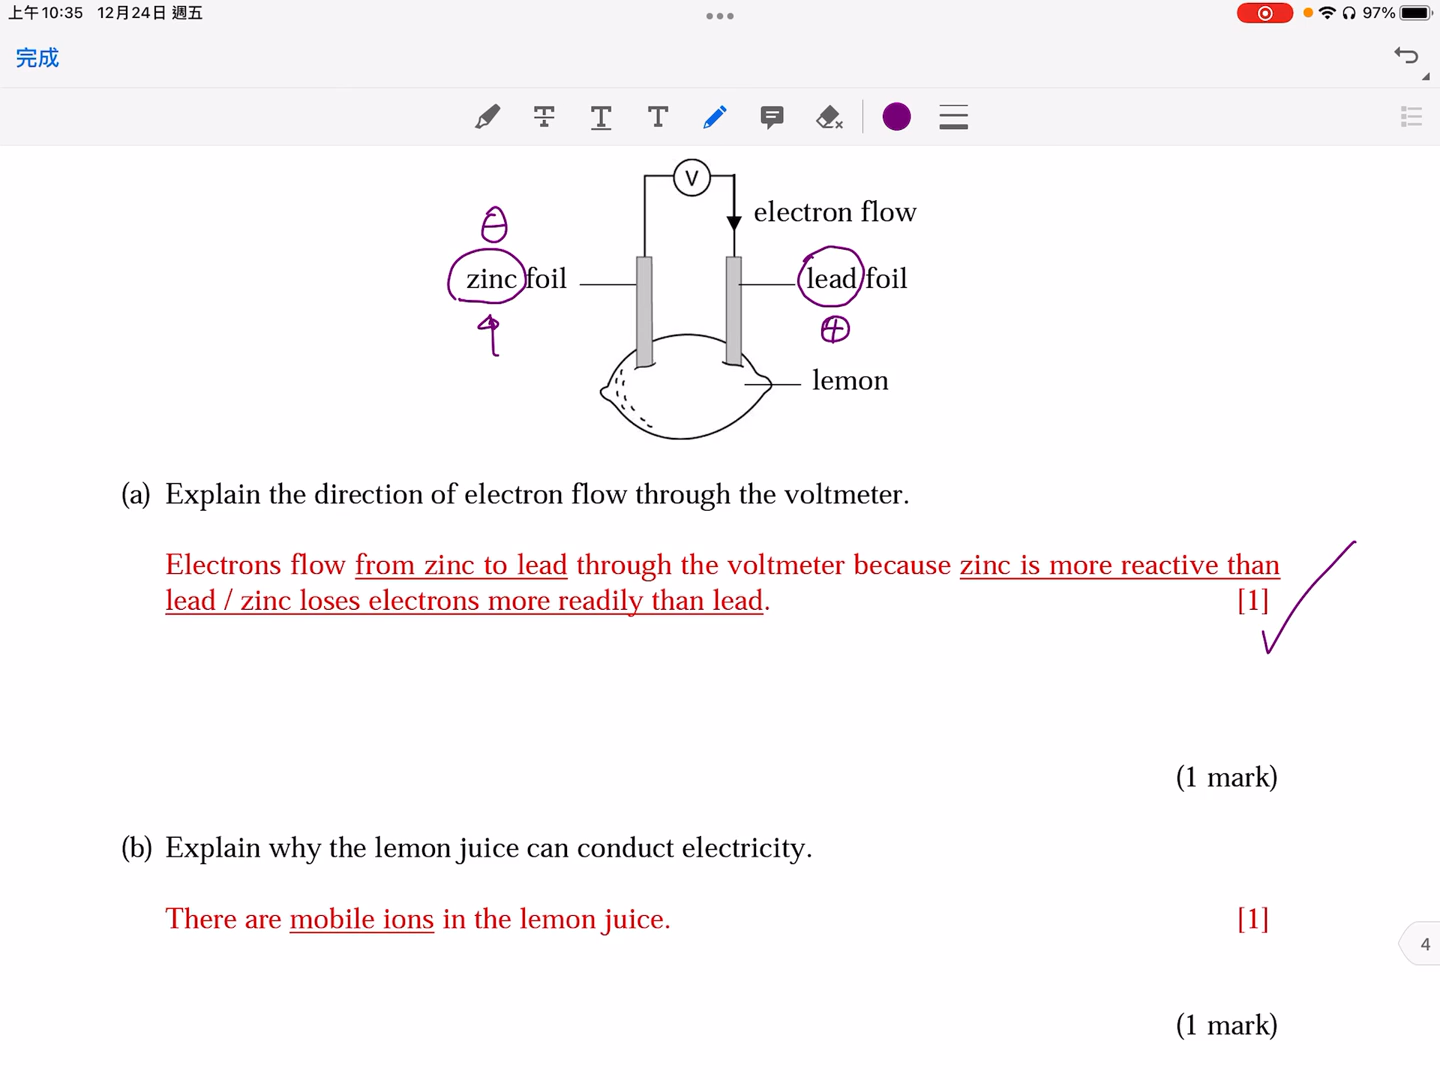 上午10:35 12月24日 週五
97%
完成
T T T
V
electron flow
⊖
zinc foil
lead foil
⊕
lemon
(a) Explain the direction of electron flow through the voltmeter.
Electrons flow from zinc to lead through the voltmeter because zinc is more reactive than
lead / zinc loses electrons more readily than lead. [1]
(1 mark)
(b) Explain why the lemon juice can conduct electricity.
There are mobile ions in the lemon juice. [1]
4
(1 mark)